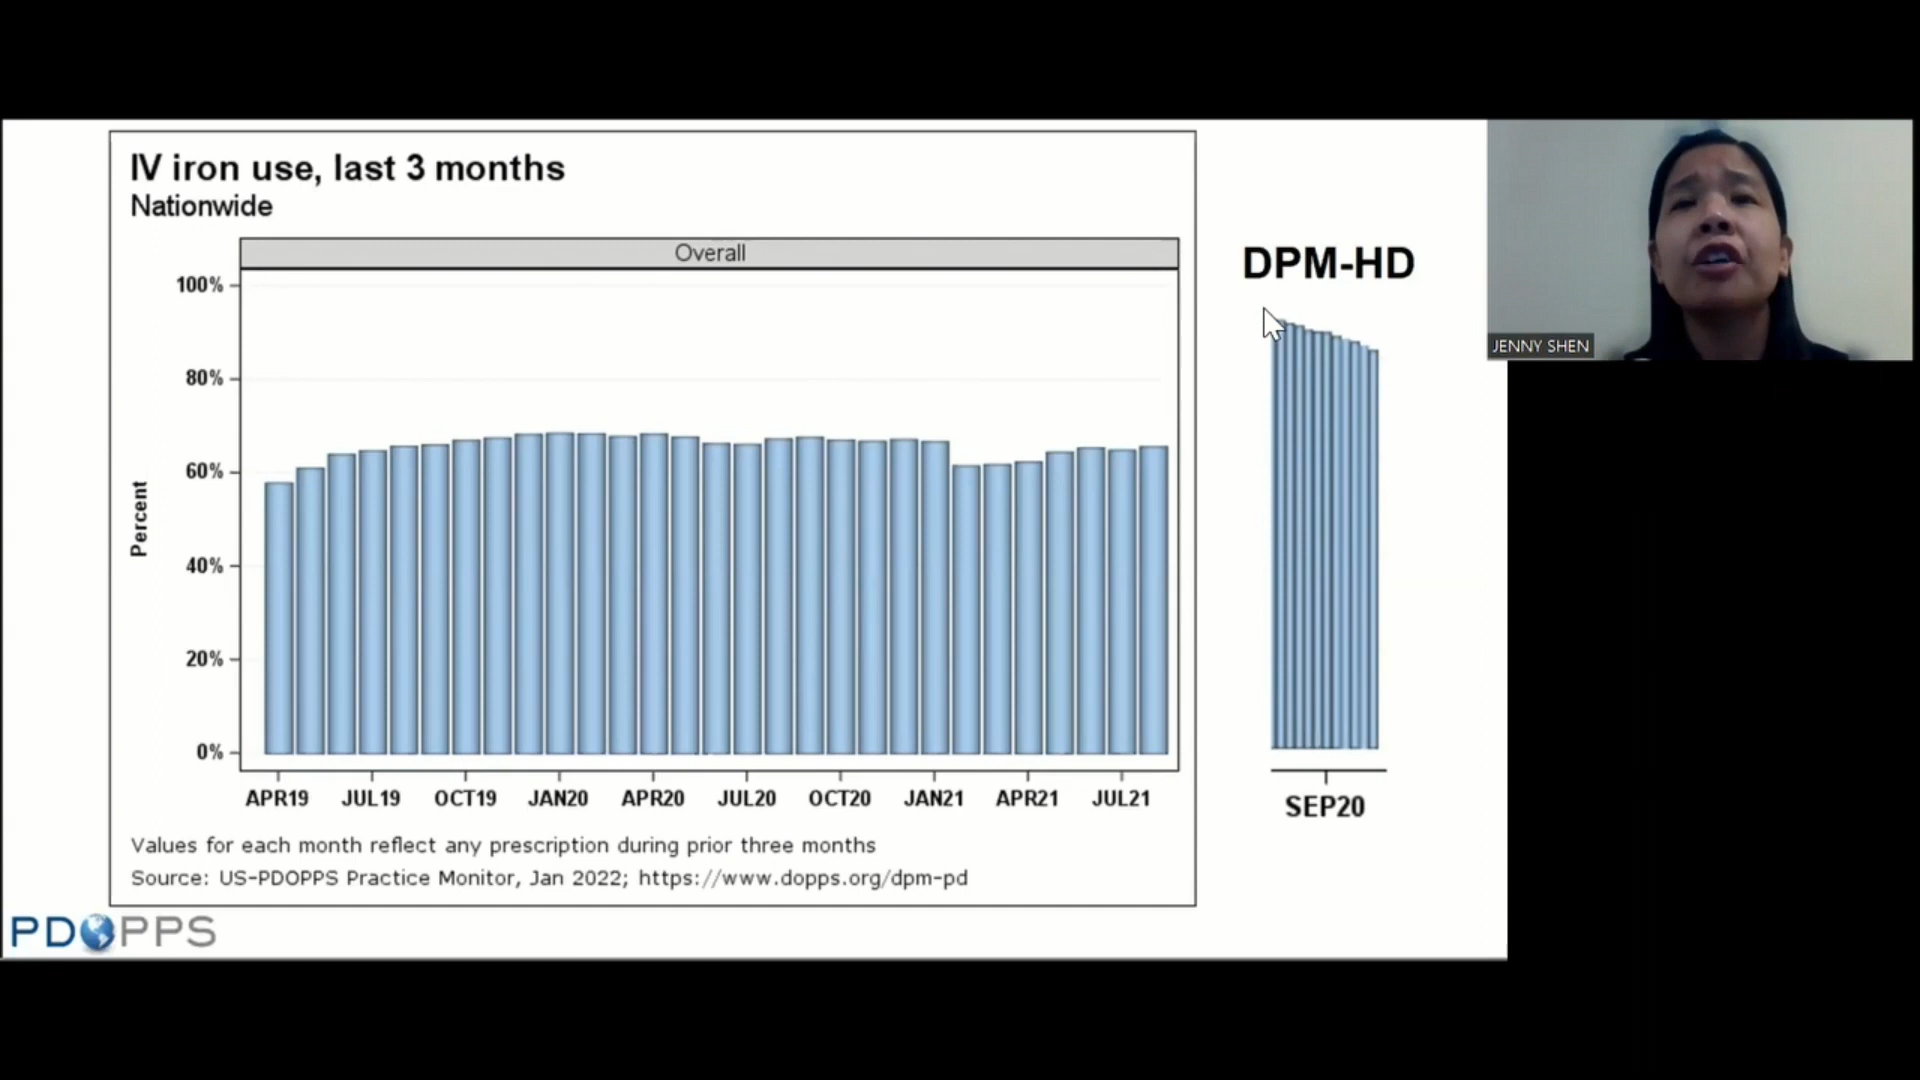 IV iron use, last 3 months
Nationwide
Overall
100%
80%
60%
40%
20%
0%
Percent
APR19 JUL19 OCT19 JAN20 APR20 JUL20 OCT20 JAN21 APR21 JUL21
Values for each month reflect any prescription during prior three months
Source: US-PDOPPS Practice Monitor, Jan 2022; https://www.dopps.org/dpm-pd
PDOPPS
DPM-HD
SEP20
JENNY SHEN